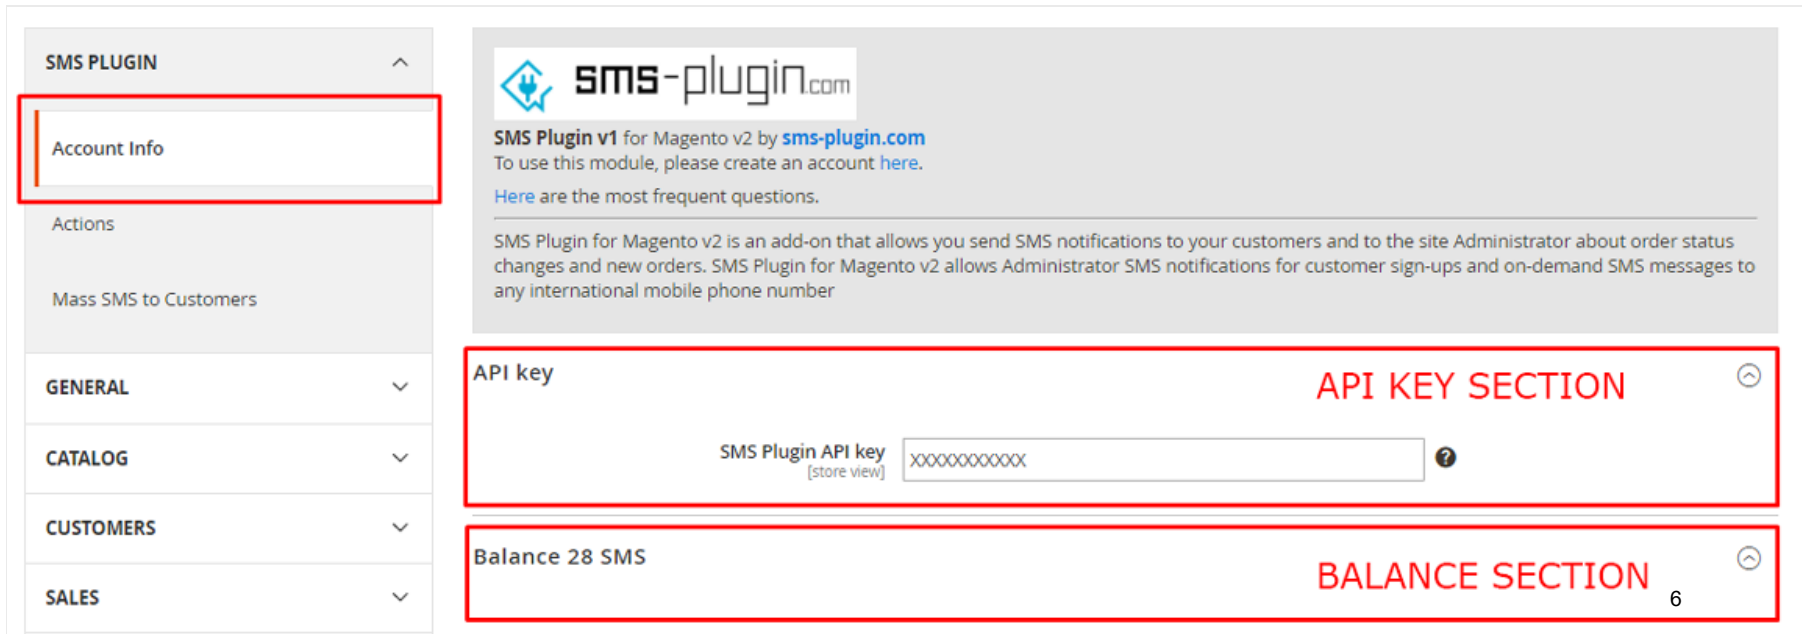 SMS PLUGIN
Account Info
Actions
Mass SMS to Customers
GENERAL
CATALOG
CUSTOMERS
SALES
sms-plugin.com
SMS Plugin v1 for Magento v2 by sms-plugin.com
To use this module, please create an account here.
Here are the most frequent questions.
SMS Plugin for Magento v2 is an add-on that allows you send SMS notifications to your customers and to the site Administrator about order status
changes and new orders. SMS Plugin for Magento v2 allows Administrator SMS notifications for customer sign-ups and on-demand SMS messages to
any international mobile phone number
API key
API KEY SECTION
SMS Plugin API key
[store view]
XXXXXXXXXXX
?
Balance 28 SMS
BALANCE SECTION
6